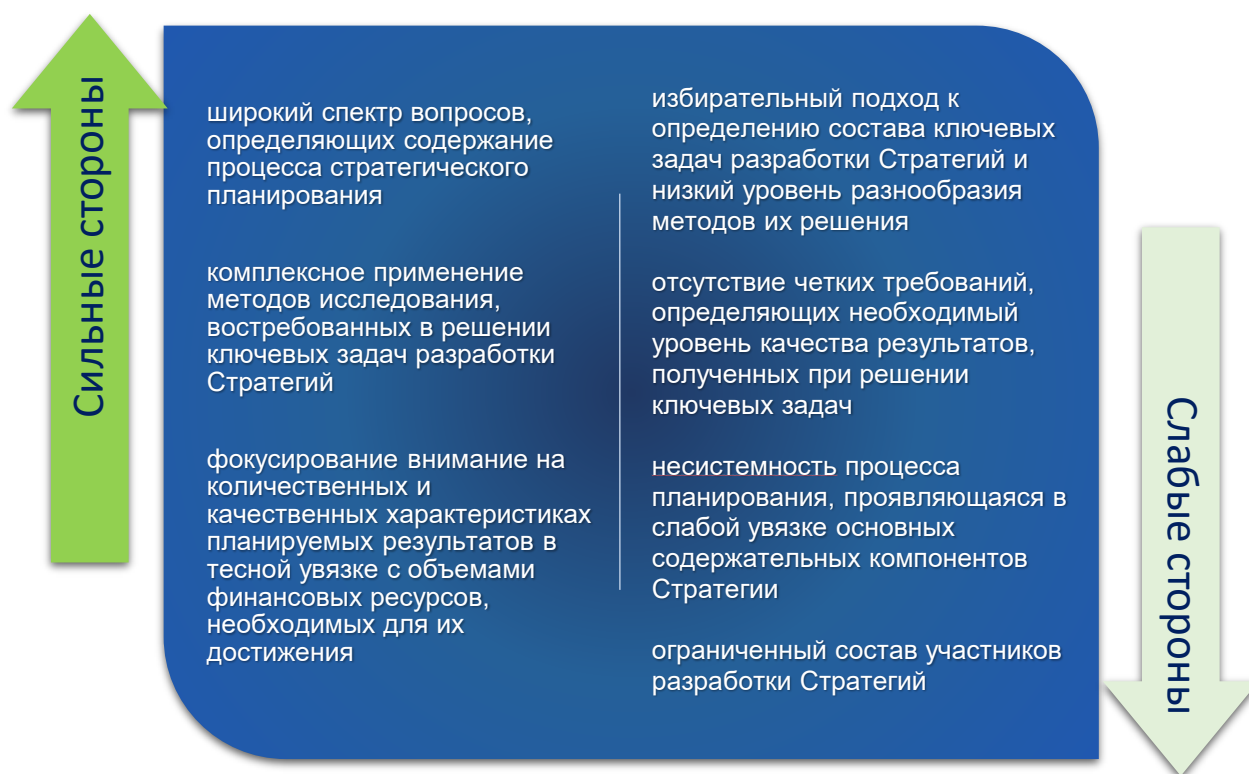 Сильные стороны
широкий спектр вопросов,
определяющих содержание
процесса стратегического
планирования
комплексное применение
методов исследования,
востребованных в решении
ключевых задач разработки
Стратегий
фокусирование внимание на
количественных и
качественных характеристиках
планируемых результатов в
тесной увязке с объемами
финансовых ресурсов,
необходимых для их
достижения
избирательный подход к
определению состава ключевых
задач разработки Стратегий и
низкий уровень разнообразия
методов их решения
отсутствие четких требований,
определяющих необходимый
уровень качества результатов,
полученных при решении
ключевых задач
несистемность процесса
планирования, проявляющаяся в
слабой увязке основных
содержательных компонентов
Стратегии
ограниченный состав участников
разработки Стратегий
Слабые стороны